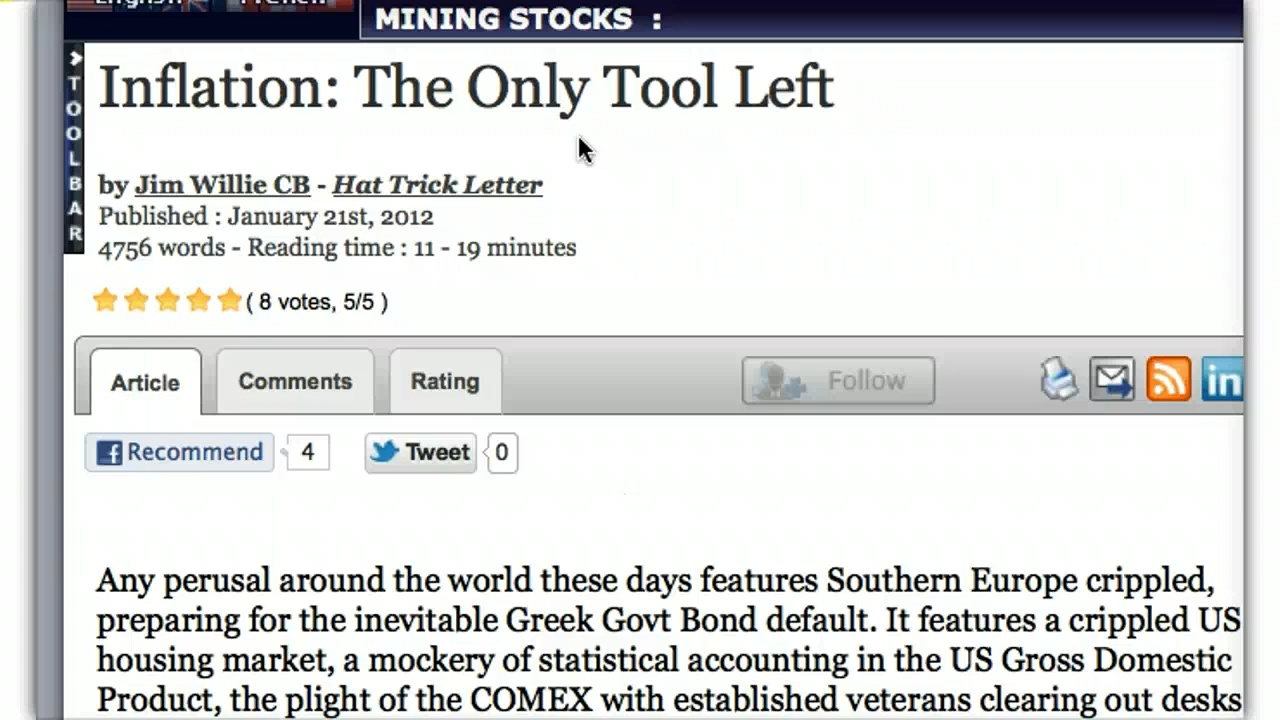 English French
MINING STOCKS :
TOOLBAR
Inflation: The Only Tool Left
by Jim Willie CB - Hat Trick Letter
Published : January 21st, 2012
4756 words - Reading time : 11 - 19 minutes
( 8 votes, 5/5 )
Article Comments Rating Follow in
Recommend 4 Tweet 0
Any perusal around the world these days features Southern Europe crippled,
preparing for the inevitable Greek Govt Bond default. It features a crippled US
housing market, a mockery of statistical accounting in the US Gross Domestic
Product, the plight of the COMEX with established veterans clearing out desks